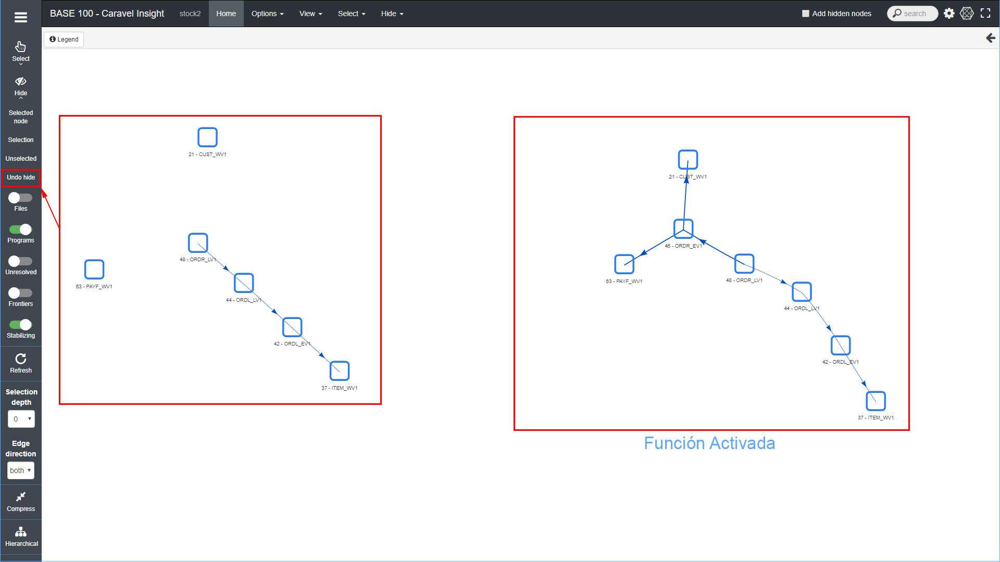 BASE 100 - Caravel Insight
stock2
Home
Options
View
Select
Hide
Add hidden nodes
search
Legend
Select
Hide
Selected
node
Selection
Unselected
Undo hide
Files
Programs
Unresolved
Frontiers
Stabilizing
Refresh
Selection
depth
0
Edge
direction
both
Compress
Hierarchical
21 - CUST_WV1
48 - ORDR_LV1
63 - PAYF_WV1
44 - ORDL_LV1
42 - ORDL_EV1
37 - ITEM_WV1
21 - CUST_WV1
46 - ORDR_EV1
63 - PAYF_WV1
48 - ORDR_LV1
44 - ORDL_LV1
42 - ORDL_EV1
37 - ITEM_WV1
Función Activada